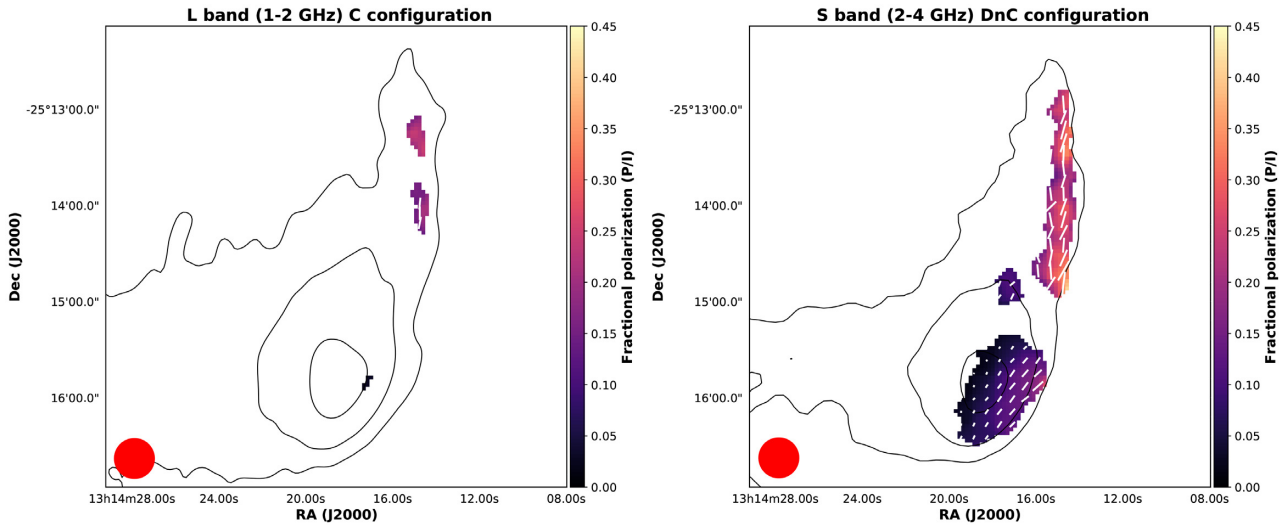 L band (1-2 GHz) C configuration
0.45
0.40
0.35
0.30
0.25
0.20
0.15
0.10
0.05
0.00
Fractional polarization (P/I)
-25°13'00.0"
14'00.0"
15'00.0"
16'00.0"
Dec (J2000)
13h14m28.00s 24.00s 20.00s 16.00s 12.00s 08.00s
RA (J2000)
S band (2-4 GHz) DnC configuration
0.45
0.40
0.35
0.30
0.25
0.20
0.15
0.10
0.05
0.00
Fractional polarization (P/I)
-25°13'00.0"
14'00.0"
15'00.0"
16'00.0"
Dec (J2000)
13h14m28.00s 24.00s 20.00s 16.00s 12.00s 08.00s
RA (J2000)